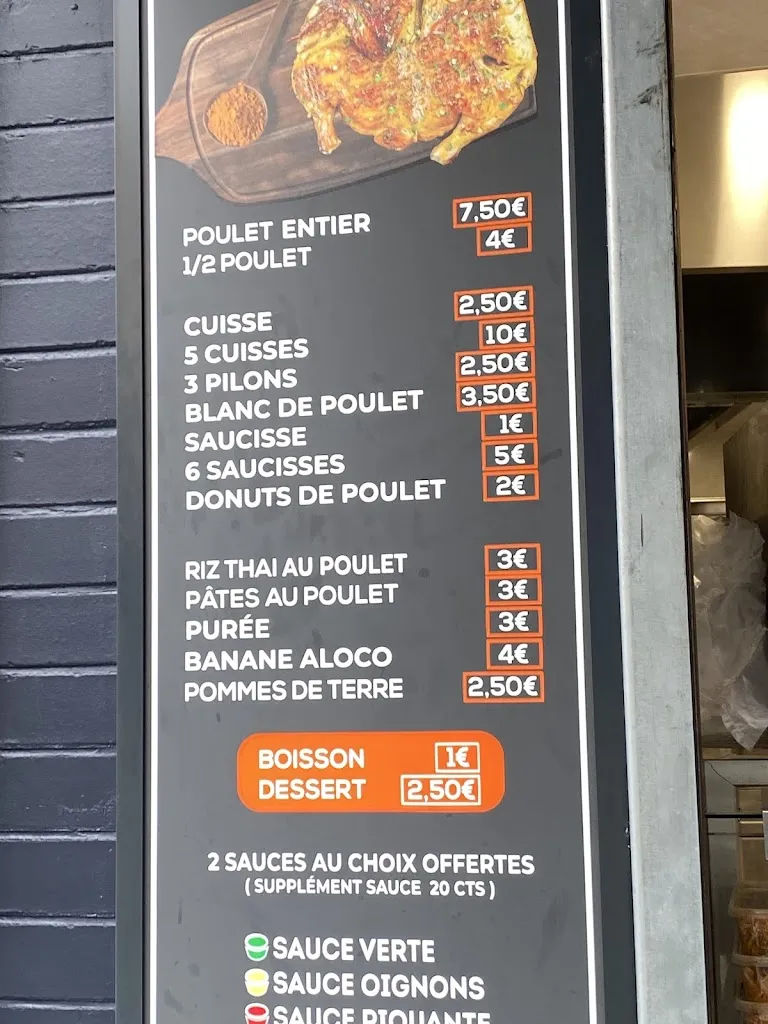 POULET ENTIER 7,50€
1/2 POULET 4€
CUISSE 2,50€
5 CUISSES 10€
3 PILONS 2,50€
BLANC DE POULET 3,50€
SAUCISSE 1€
6 SAUCISSES 5€
DONUTS DE POULET 2€
RIZ THAI AU POULET 3€
PÂTES AU POULET 3€
PURÉE 3€
BANANE ALOCO 4€
POMMES DE TERRE 2,50€
BOISSON 1€
DESSERT 2,50€
2 SAUCES AU CHOIX OFFERTES
( SUPPLÉMENT SAUCE 20 CTS )
SAUCE VERTE
SAUCE OIGNONS
SAUCE PIQUANTE